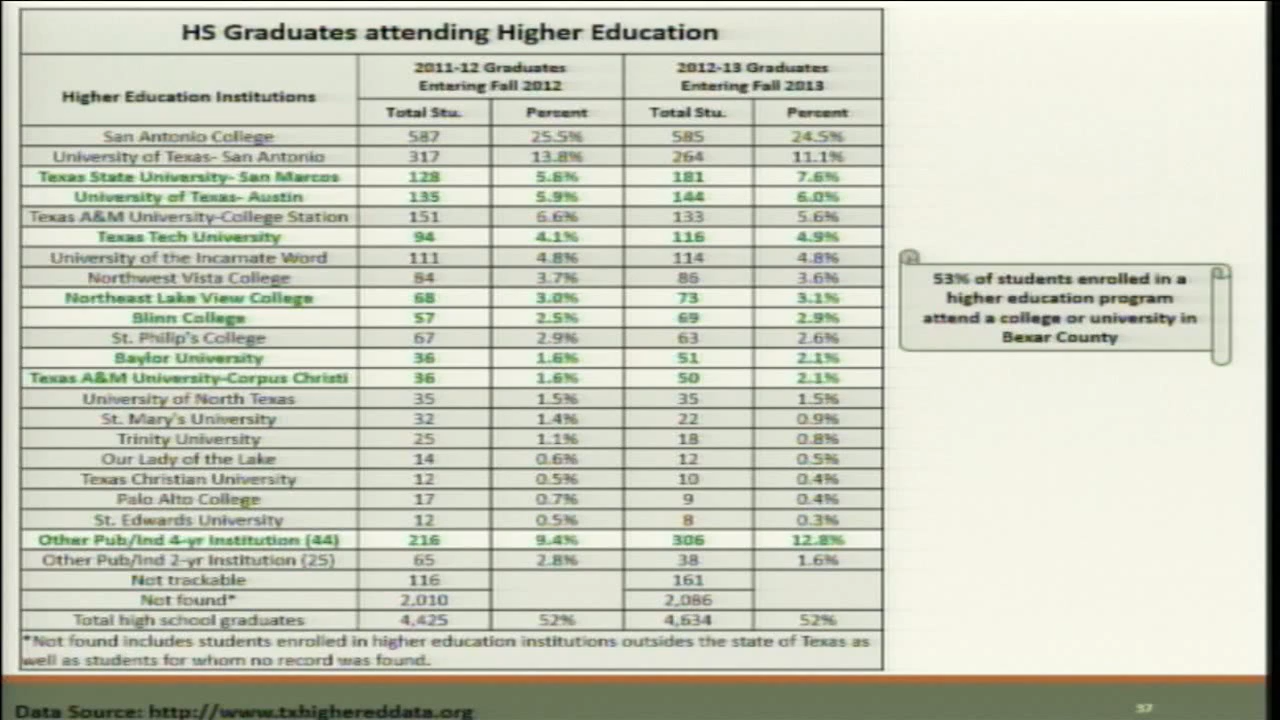 HS Graduates attending Higher Education
Higher Education Institutions
2011-12 Graduates
Entering Fall 2012
2012-13 Graduates
Entering Fall 2013
Total Stu. Percent Total Stu. Percent
San Antonio College 587 25.5% 585 24.5%
University of Texas- San Antonio 317 13.8% 264 11.1%
Texas State University- San Marcos 128 5.6% 181 7.6%
University of Texas- Austin 135 5.9% 144 6.0%
Texas A&M University-College Station 151 6.6% 133 5.6%
Texas Tech University 94 4.1% 116 4.9%
University of the Incarnate Word 111 4.8% 114 4.8%
Northwest Vista College 84 3.7% 86 3.6%
Northeast Lake View College 68 3.0% 73 3.1%
Blinn College 57 2.5% 69 2.9%
St. Philip's College 67 2.9% 63 2.6%
Baylor University 36 1.6% 51 2.1%
Texas A&M University-Corpus Christi 36 1.6% 50 2.1%
University of North Texas 35 1.5% 35 1.5%
St. Mary's University 32 1.4% 22 0.9%
Trinity University 25 1.1% 18 0.8%
Our Lady of the Lake 14 0.6% 12 0.5%
Texas Christian University 12 0.5% 10 0.4%
Palo Alto College 17 0.7% 9 0.4%
St. Edwards University 12 0.5% 8 0.3%
Other Pub/Ind 4-yr Institution (44) 216 9.4% 306 12.8%
Other Pub/Ind 2-yr Institution (25) 65 2.8% 38 1.6%
Not trackable 116 161
Not found* 2,010 2,086
Total high school graduates 4,425 52% 4,634 52%
*Not found includes students enrolled in higher education institutions outsides the state of Texas as
well as students for whom no record was found.
53% of students enrolled in a
higher education program
attend a college or university in
Bexar County
Data Source: http://www.txhighereddata.org
37